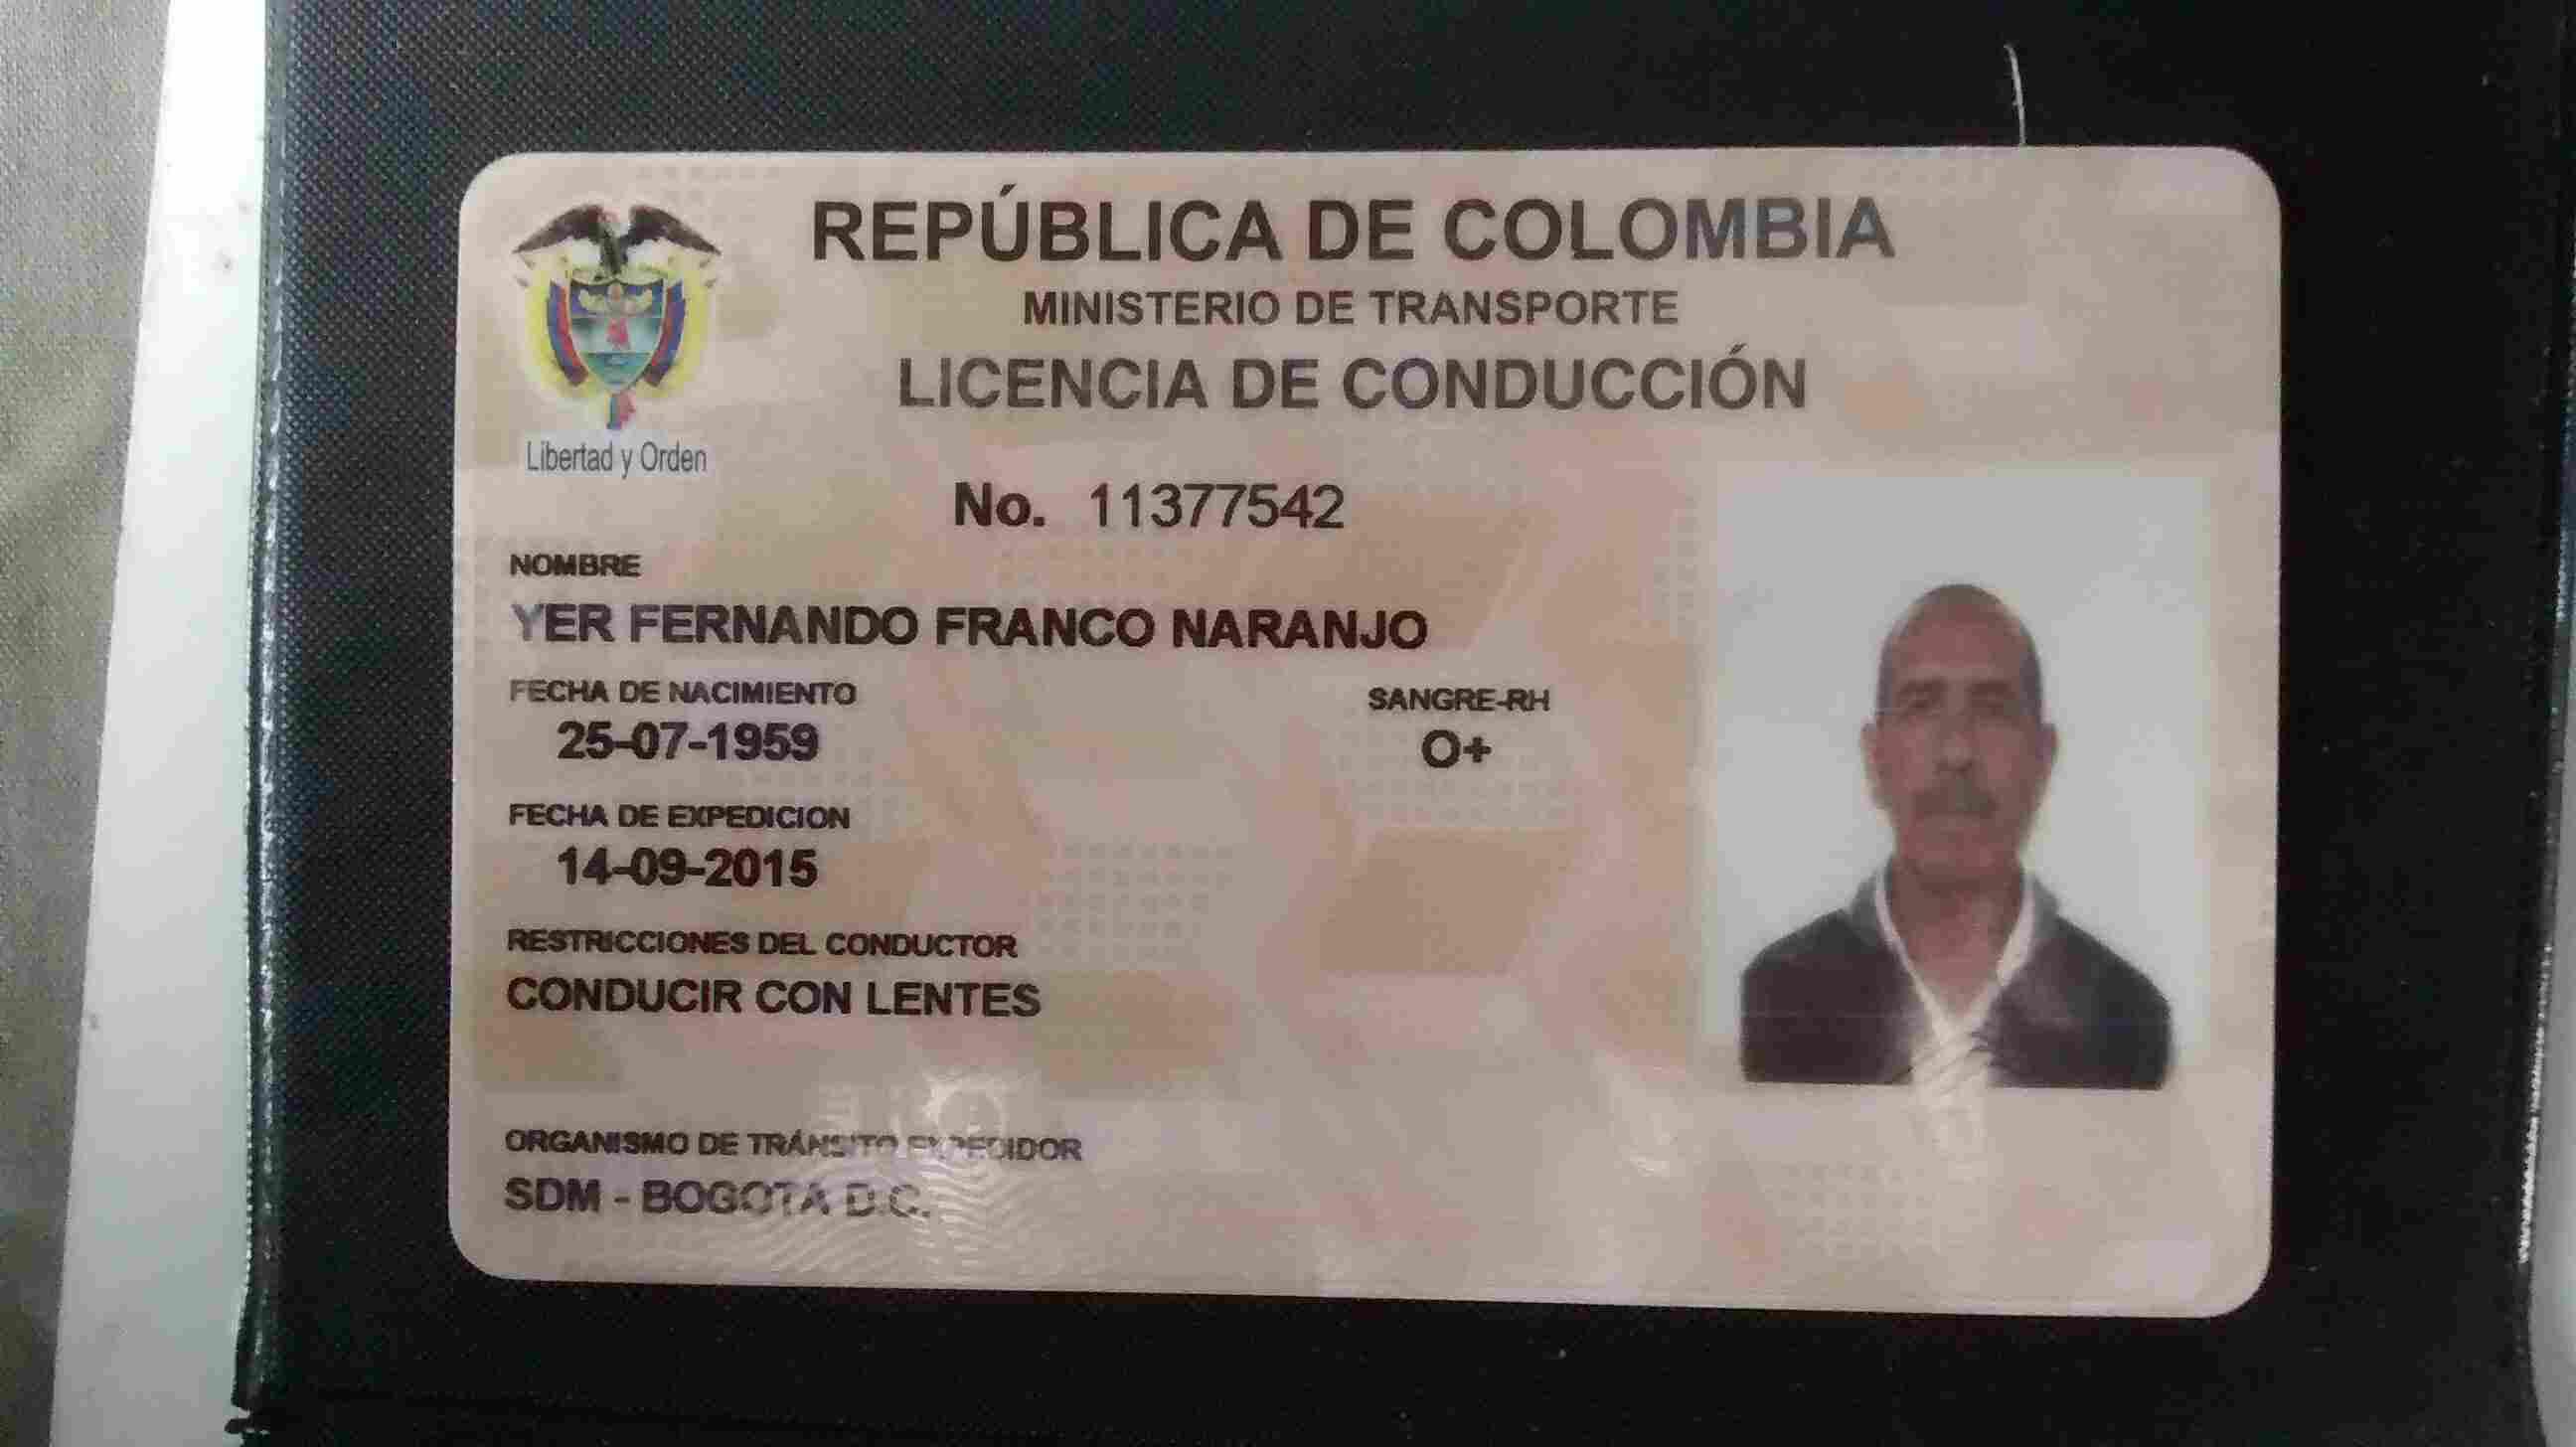 REPÚBLICA DE COLOMBIA
MINISTERIO DE TRANSPORTE
LICENCIA DE CONDUCCIÓN
Libertad y Orden
No. 11377542
NOMBRE
YER FERNANDO FRANCO NARANJO
FECHA DE NACIMIENTO
25-07-1959
SANGRE-RH
O+
FECHA DE EXPEDICION
14-09-2015
RESTRICCIONES DEL CONDUCTOR
CONDUCIR CON LENTES
ORGANISMO DE TRÁNSITO EXPEDIDOR
SDM - BOGOTA D.C.